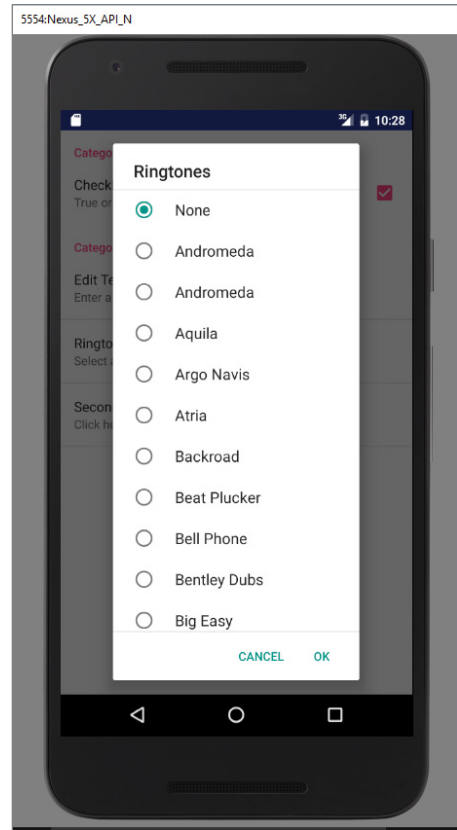 5554:Nexus_5X_API_N
3G 10:28
Catego
Check
True or
Catego
Edit Te
Enter a
Ringto
Select
Secon
Click h
Ringtones
None
Andromeda
Andromeda
Aquila
Argo Navis
Atria
Backroad
Beat Plucker
Bell Phone
Bentley Dubs
Big Easy
CANCEL OK